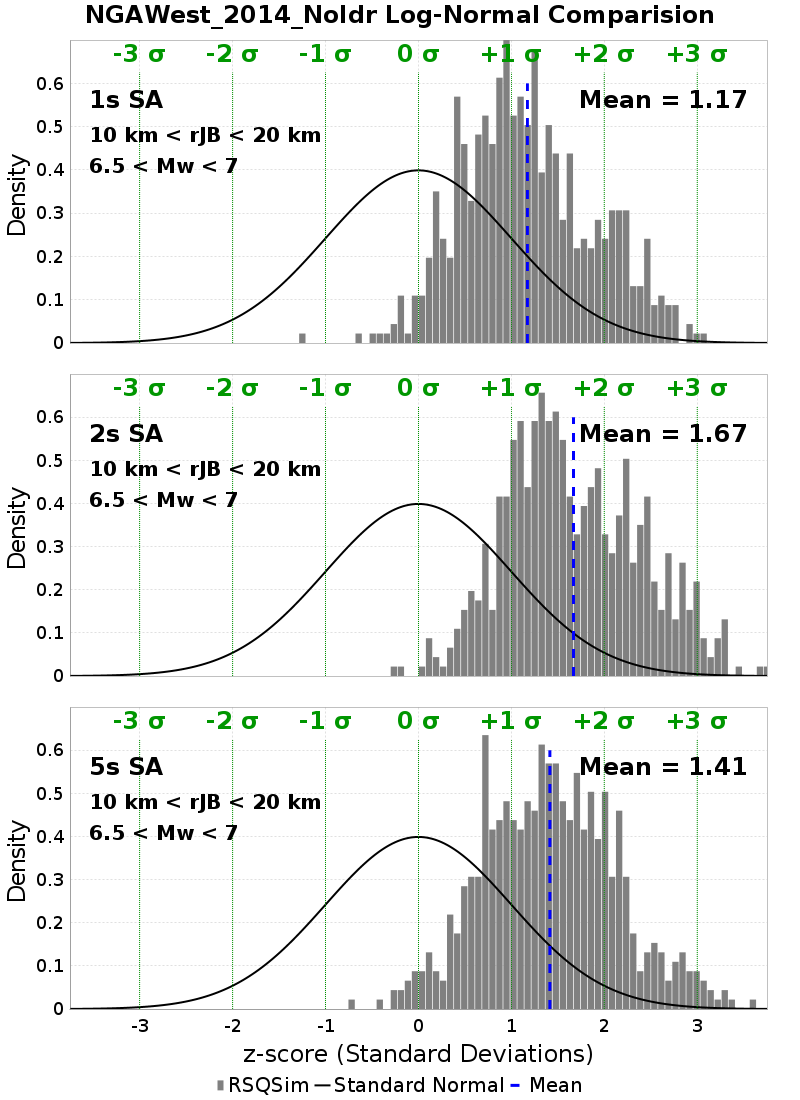 NGAWest_2014_NoIdr Log-Normal Comparision
-3 σ -2 σ -1 σ 0 σ +1 σ +2 σ +3 σ
1s SA
Mean = 1.17
10 km < rJB < 20 km
6.5 < Mw < 7
Density
0.6
0.5
0.4
0.3
0.2
0.1
0
-3 σ -2 σ -1 σ 0 σ +1 σ +2 σ +3 σ
2s SA
Mean = 1.67
10 km < rJB < 20 km
6.5 < Mw < 7
Density
0.6
0.5
0.4
0.3
0.2
0.1
0
-3 σ -2 σ -1 σ 0 σ +1 σ +2 σ +3 σ
5s SA
Mean = 1.41
10 km < rJB < 20 km
6.5 < Mw < 7
Density
0.6
0.5
0.4
0.3
0.2
0.1
0
-3 -2 -1 0 1 2 3
z-score (Standard Deviations)
RSQSim Standard Normal Mean